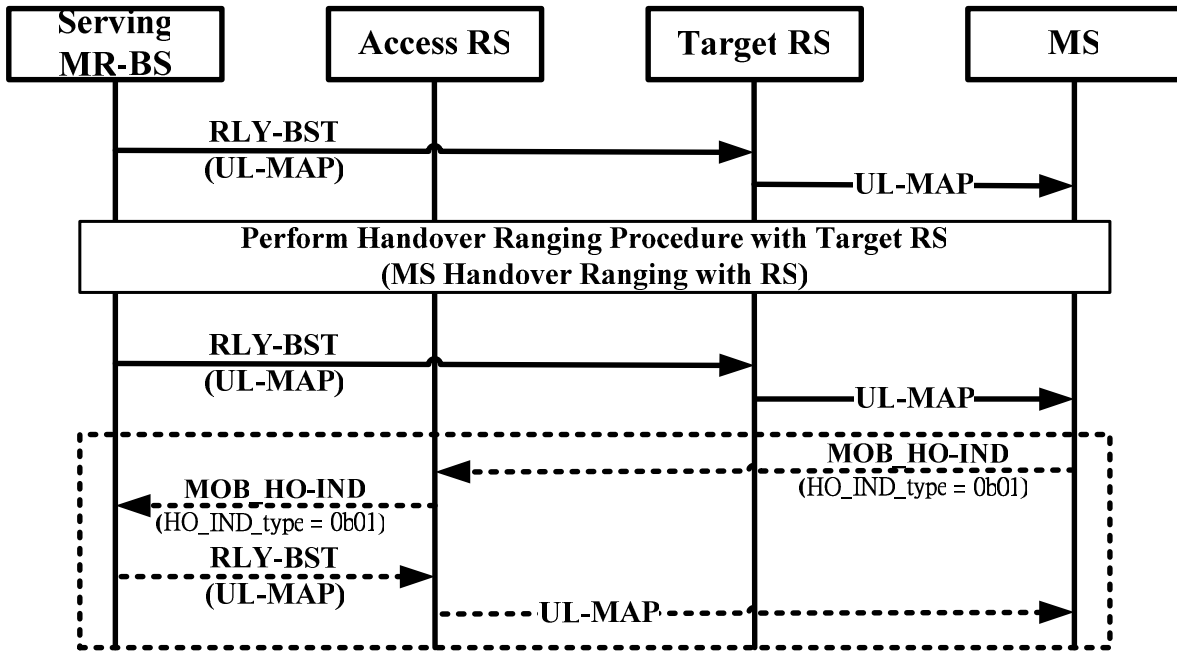 Serving
MR-BS
Access RS
Target RS
MS
RLY-BST
(UL-MAP)
UL-MAP
Perform Handover Ranging Procedure with Target RS
(MS Handover Ranging with RS)
RLY-BST
(UL-MAP)
UL-MAP
MOB_HO-IND
(HO_IND_type = 0b01)
MOB_HO-IND
(HO_IND_type = 0b01)
RLY-BST
(UL-MAP)
UL-MAP